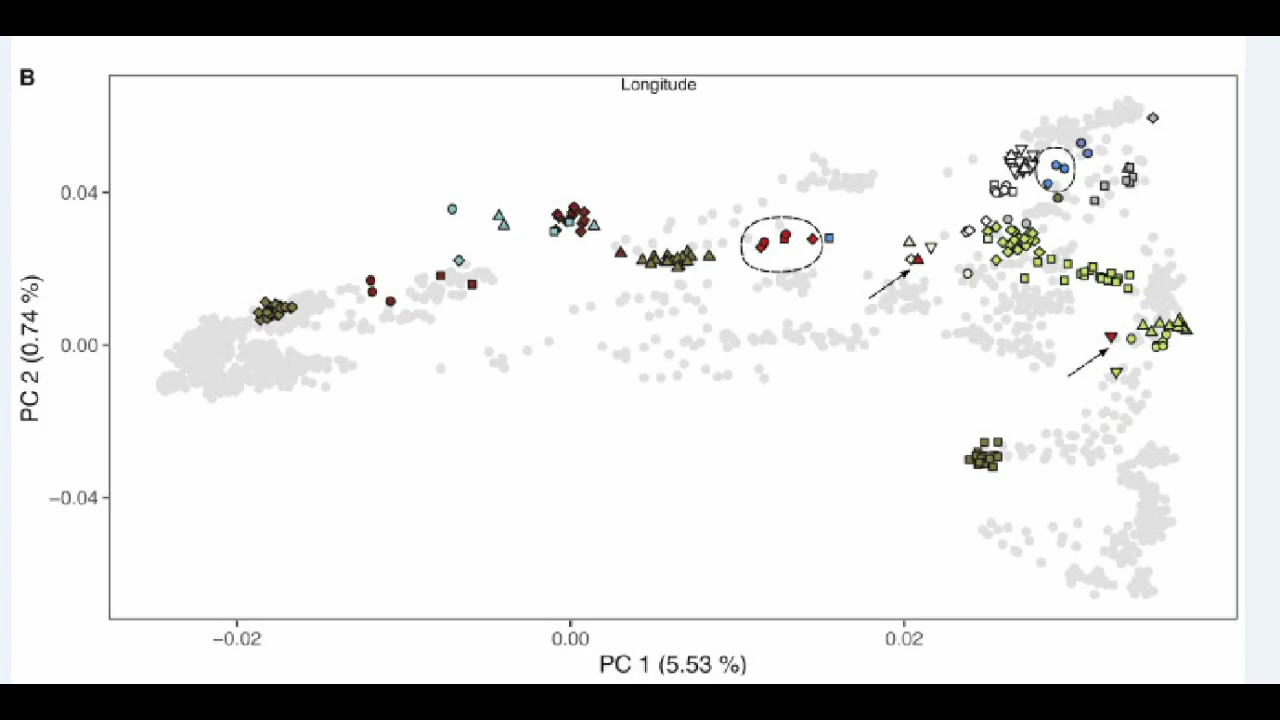 B
Longitude
0.04
0.00
−0.04
PC 2 (0.74 %)
−0.02
0.00
0.02
PC 1 (5.53 %)